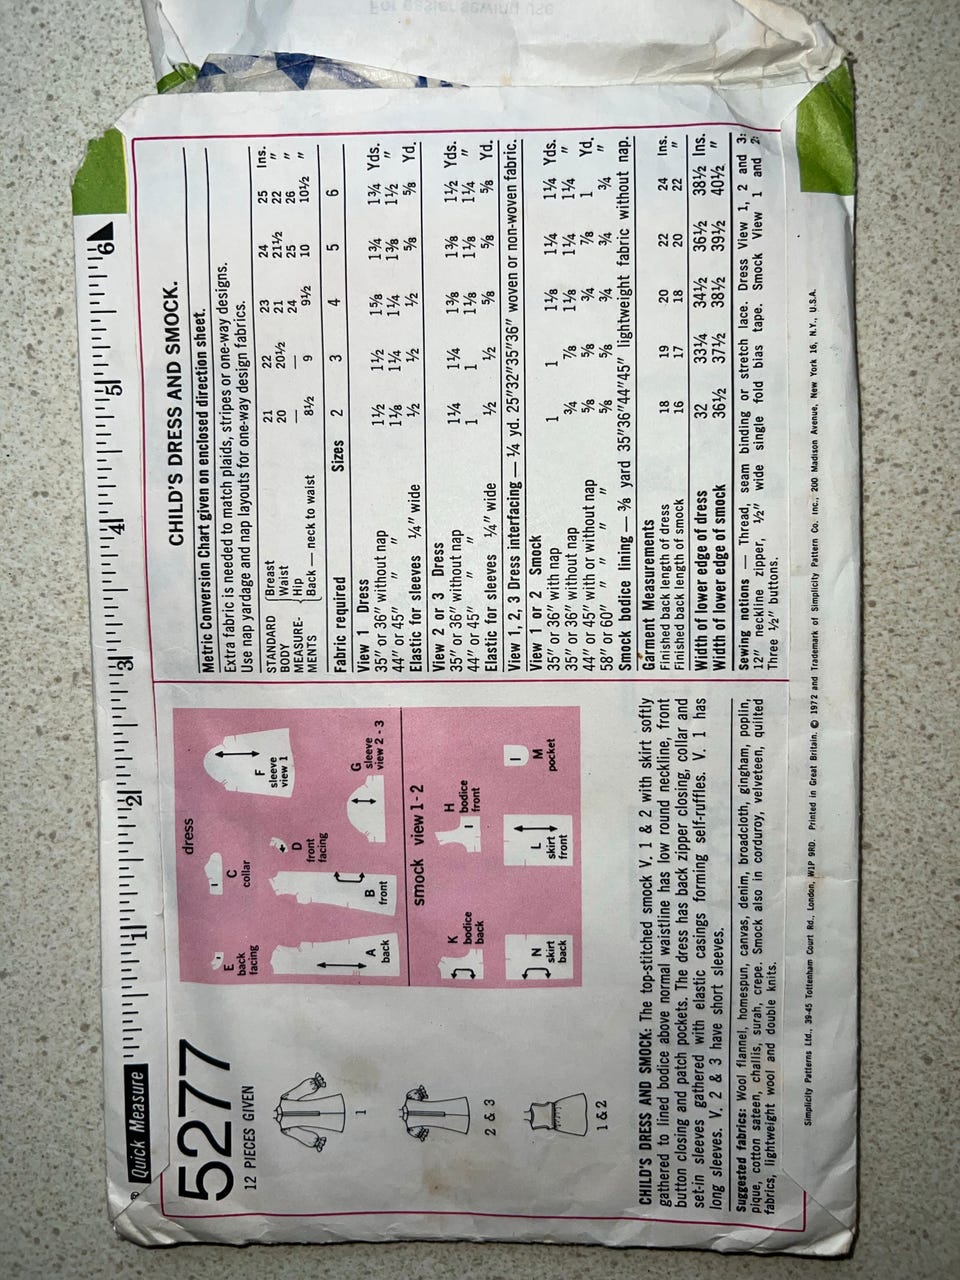 ® Quick Measure 1 2 3 4 5 6
5277
12 PIECES GIVEN
1
2 & 3
1 & 2
dress
E
back
facing
C
collar
F
sleeve
view 1
A
back
B
front
D
front
facing
G
sleeve
view 2 - 3
smock view 1 - 2
K
bodice
back
H
bodice
front
N
skirt
back
L
skirt
front
M
pocket
CHILD'S DRESS AND SMOCK: The top-stitched smock V. 1 & 2 with skirt softly
gathered to lined bodice above normal waistline has low round neckline, front
button closing and patch pockets. The dress has back zipper closing, collar and
set-in sleeves gathered with elastic casings forming self-ruffles. V. 1 has
long sleeves. V. 2 & 3 have short sleeves.
Suggested fabrics: Wool flannel, homespun, canvas, denim, broadcloth, gingham, poplin,
pique, cotton sateen, challis, surah, crepe. Smock also in corduroy, velveteen, quilted
fabrics, lightweight wool and double knits.
CHILD'S DRESS AND SMOCK.
Metric Conversion Chart given on enclosed direction sheet.
Extra fabric is needed to match plaids, stripes or one-way designs.
Use nap yardage and nap layouts for one-way design fabrics.
STANDARD Breast 21 22 23 24 25 Ins.
BODY Waist 20 20½ 21 21½ 22 "
MEASURE- Hip — — 24 25 26 "
MENTS Back — neck to waist 8½ 9 9½ 10 10½ "
Fabric required Sizes 2 3 4 5 6
View 1 Dress
35" or 36" without nap 1½ 1½ 1⅝ 1¾ 1¾ Yds.
44" or 45" " " 1⅛ 1¼ 1¼ 1⅜ 1½ "
Elastic for sleeves ¼" wide ½ ½ ½ ⅝ ⅝ Yd.
View 2 or 3 Dress
35" or 36" without nap 1¼ 1¼ 1⅜ 1⅜ 1½ Yds.
44" or 45" " " 1 1 1⅛ 1⅛ 1¼ "
Elastic for sleeves ¼" wide ½ ½ ⅝ ⅝ ⅝ Yd.
View 1, 2, 3 Dress interfacing — ¼ yd. 25"32"35"36" woven or non-woven fabric.
View 1 or 2 Smock
35" or 36" with nap 1 1 1⅛ 1¼ 1¼ Yds.
35" or 36" without nap ¾ ⅞ 1⅛ 1¼ 1¼ "
44" or 45" with or without nap ⅝ ⅝ ¾ ⅞ 1 Yd.
58" or 60" " " " " ⅝ ⅝ ¾ ¾ ¾ "
Smock bodice lining — ⅜ yard 35"36"44"45" lightweight fabric without nap.
Garment Measurements
Finished back length of dress 18 19 20 22 24 Ins.
Finished back length of smock 16 17 18 20 22 "
Width of lower edge of dress 32 33¼ 34½ 36½ 38½ Ins.
Width of lower edge of smock 36½ 37½ 38½ 39½ 40½ "
Sewing notions — Thread, seam binding or stretch lace. Dress View 1, 2 and 3:
12" neckline zipper, ½" wide single fold bias tape. Smock View 1 and 2:
Three ½" buttons.
Simplicity Patterns Ltd., 39-45 Tottenham Court Rd., London, W1P 9RD. Printed in Great Britain, © 1972 and Trademark of Simplicity Pattern Co. Inc., 200 Madison Avenue, New York 16, N.Y., U.S.A.